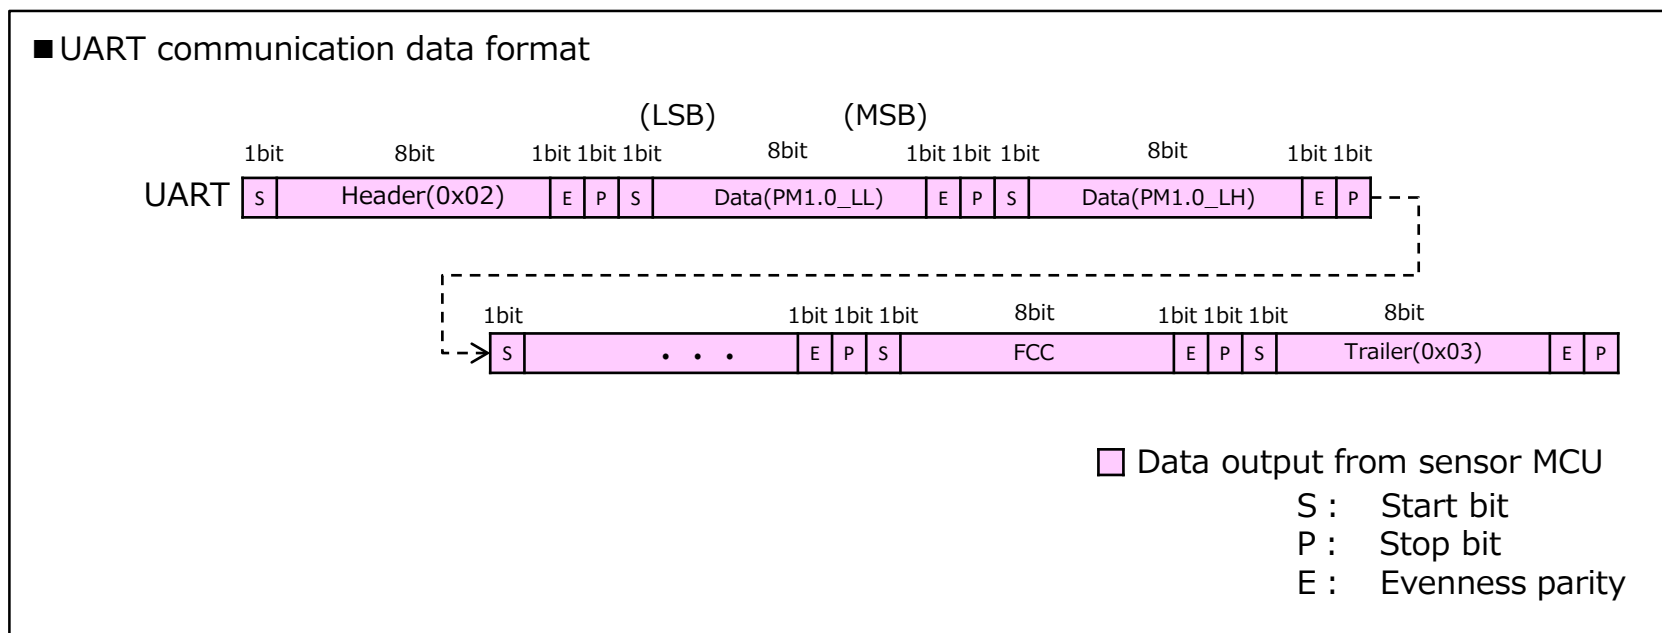 ■UART communication data format
(LSB) (MSB)
1bit 8bit 1bit 1bit 1bit 8bit 1bit 1bit 1bit 8bit 1bit 1bit
UART S Header(0x02) E P S Data(PM1.0_LL) E P S Data(PM1.0_LH) E P
1bit 1bit 1bit 1bit 8bit 1bit 1bit 1bit 8bit
S ・・・ E P S FCC E P S Trailer(0x03) E P
Data output from sensor MCU
S : Start bit
P : Stop bit
E : Evenness parity